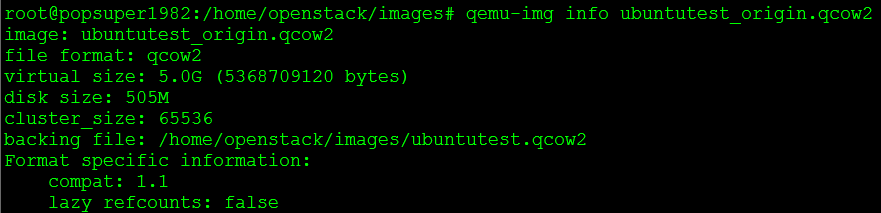 root@popsuper1982:/home/openstack/images# qemu-img info ubuntutest_origin.qcow2
image: ubuntutest_origin.qcow2
file format: qcow2
virtual size: 5.0G (5368709120 bytes)
disk size: 505M
cluster_size: 65536
backing file: /home/openstack/images/ubuntutest.qcow2
Format specific information:
    compat: 1.1
    lazy refcounts: false